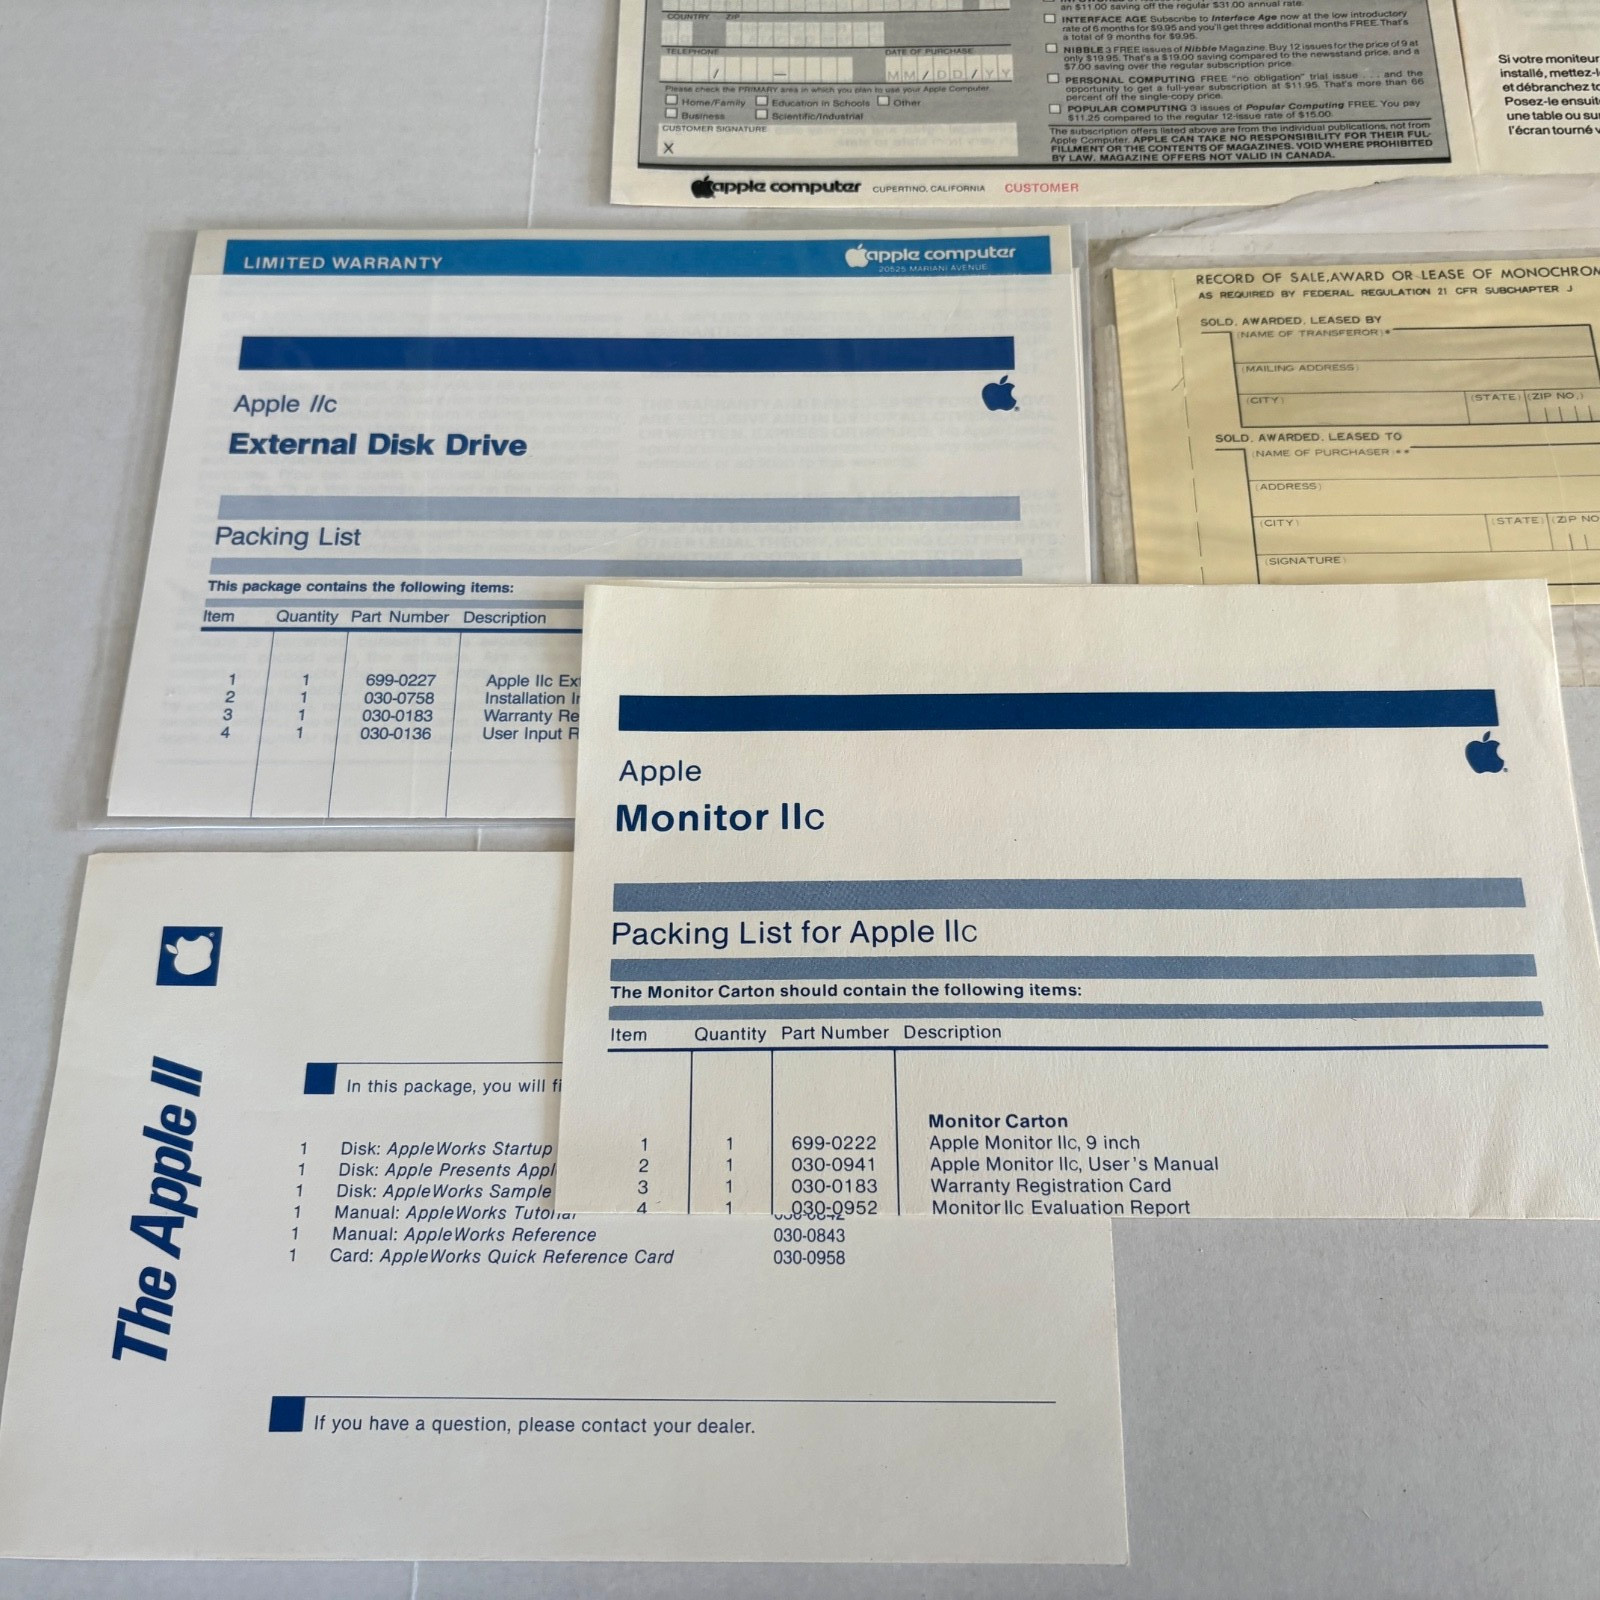 COUNTRY ZIP
TELEPHONE DATE OF PURCHASE
/ — MM/DD/YY
Please check the PRIMARY area in which you plan to use your Apple Computer.
Home/Family Education in Schools Other
Business Scientific/Industrial
CUSTOMER SIGNATURE
X
an $11.00 saving off the regular $31.00 annual rate.
INTERFACE AGE Subscribe to Interface Age now at the low introductory
rate of 6 months for $9.95 and you'll get three additional months FREE. That's
a total of 9 months for $9.95.
NIBBLE 3 FREE issues of Nibble Magazine. Buy 12 issues for the price of 9 at
only $19.95. That's a $19.00 saving compared to the newsstand price, and a
$7.00 saving over the regular subscription price.
PERSONAL COMPUTING FREE "no obligation" trial issue ... and the
opportunity to get a full-year subscription at $11.95. That's more than 66
percent off the single-copy price.
POPULAR COMPUTING 3 issues of Popular Computing FREE. You pay
$11.25 compared to the regular 12-issue rate of $15.00.
The subscription offers listed above are from the individual publications, not from
Apple Computer. APPLE CAN TAKE NO RESPONSIBILITY FOR THEIR FUL-
FILLMENT OR THE CONTENTS OF MAGAZINES. VOID WHERE PROHIBITED
BY LAW. MAGAZINE OFFERS NOT VALID IN CANADA.
apple computer CUPERTINO, CALIFORNIA CUSTOMER
Si votre moniteur
installé, mettez-l
et débranchez to
Posez-le ensuite
une table ou sur
l'écran tourné v
LIMITED WARRANTY apple computer
20525 MARIANI AVENUE
Apple IIc
External Disk Drive
Packing List
This package contains the following items:
Item Quantity Part Number Description
1 1 699-0227 Apple IIc Ex
2 1 030-0758 Installation I
3 1 030-0183 Warranty Re
4 1 030-0136 User Input R
RECORD OF SALE, AWARD OR LEASE OF MONOCHROM
AS REQUIRED BY FEDERAL REGULATION 21 CFR SUBCHAPTER J
SOLD, AWARDED, LEASED BY
(NAME OF TRANSFEROR)*
(MAILING ADDRESS)
(CITY) (STATE) (ZIP NO.)
SOLD, AWARDED, LEASED TO
(NAME OF PURCHASER)**
(ADDRESS)
(CITY) (STATE) (ZIP NO
(SIGNATURE)
Apple
Monitor IIc
Packing List for Apple IIc
The Monitor Carton should contain the following items:
Item Quantity Part Number Description
Monitor Carton
1 1 699-0222 Apple Monitor IIc, 9 inch
2 1 030-0941 Apple Monitor IIc, User's Manual
3 1 030-0183 Warranty Registration Card
4 1 030-0952 Monitor IIc Evaluation Report
The Apple II
In this package, you will fi
1 Disk: AppleWorks Startup
1 Disk: Apple Presents Appl
1 Disk: AppleWorks Sample
1 Manual: AppleWorks Tutorial
1 Manual: AppleWorks Reference 030-0843
1 Card: AppleWorks Quick Reference Card 030-0958
If you have a question, please contact your dealer.